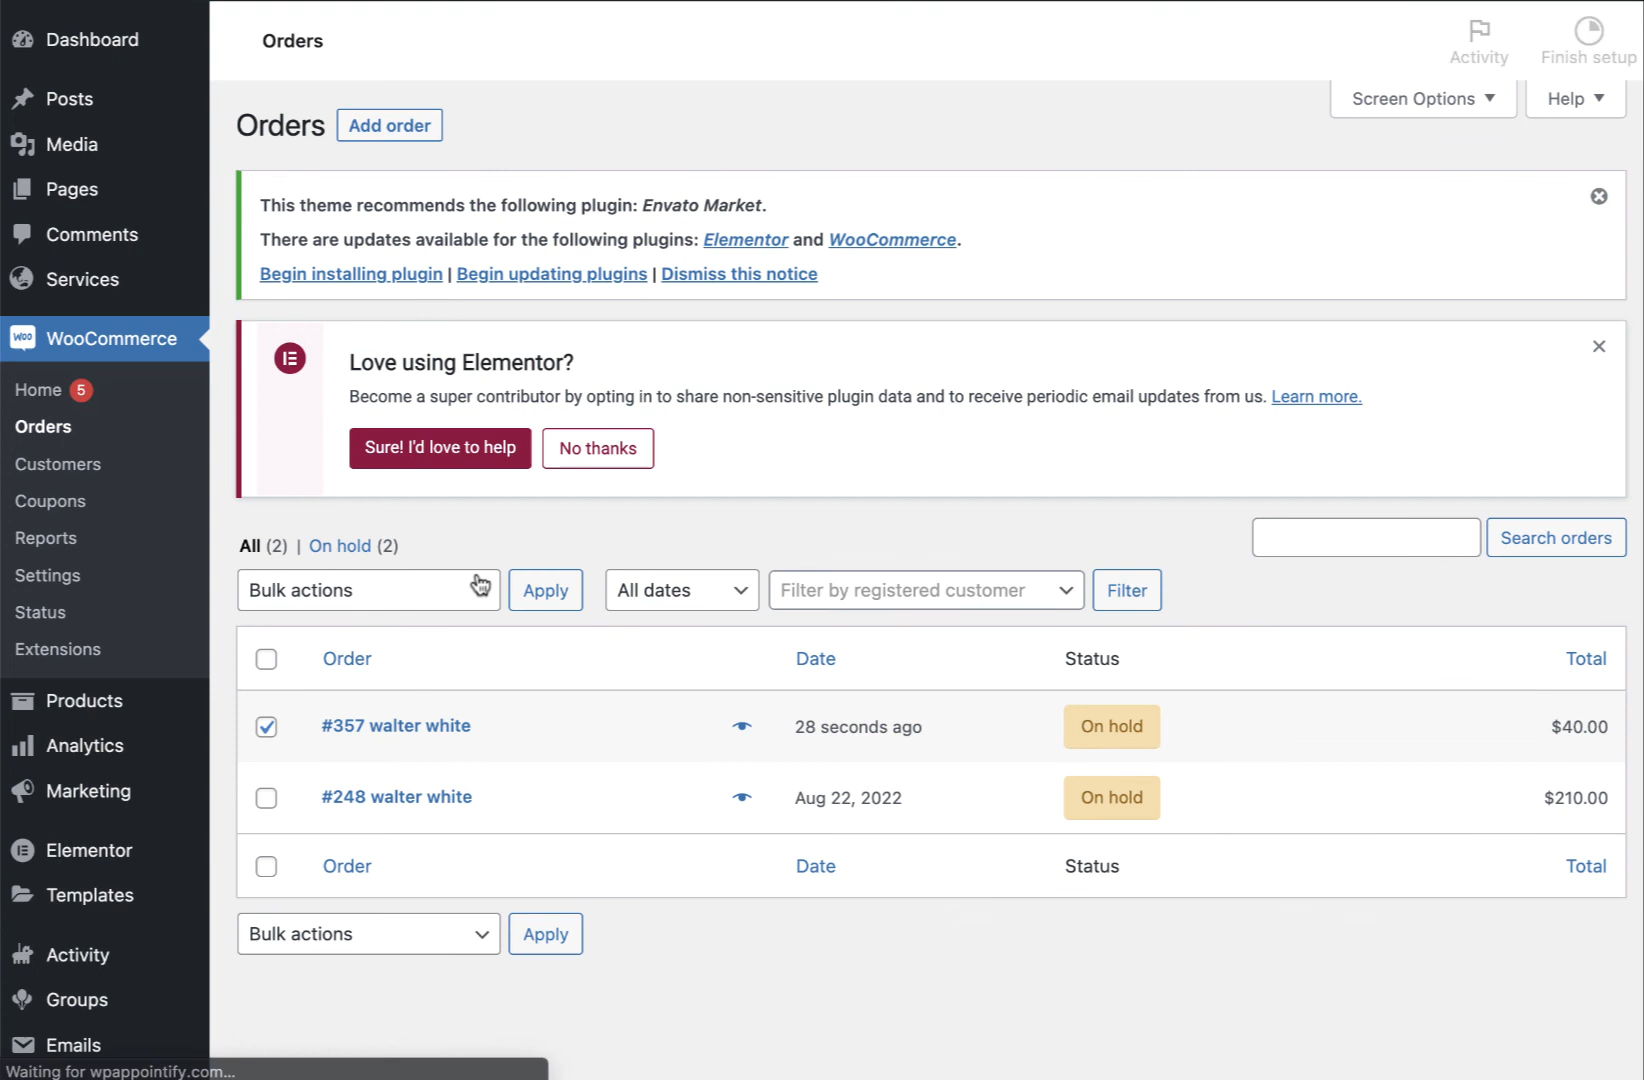 Dashboard
Posts
Media
Pages
Comments
Services
Woo WooCommerce
Home 5
Orders
Customers
Coupons
Reports
Settings
Status
Extensions
Products
Analytics
Marketing
Elementor
Templates
Activity
Groups
Emails
Waiting for wpappointify.com...
Orders
Activity
Finish setup
Screen Options
Help
Orders
Add order
This theme recommends the following plugin: Envato Market.
There are updates available for the following plugins: Elementor and WooCommerce.
Begin installing plugin | Begin updating plugins | Dismiss this notice
Love using Elementor?
Become a super contributor by opting in to share non-sensitive plugin data and to receive periodic email updates from us. Learn more.
Sure! I'd love to help
No thanks
All (2) | On hold (2)
Search orders
Bulk actions
Apply
All dates
Filter by registered customer
Filter
Order Date Status Total
#357 walter white 28 seconds ago On hold $40.00
#248 walter white Aug 22, 2022 On hold $210.00
Order Date Status Total
Bulk actions
Apply